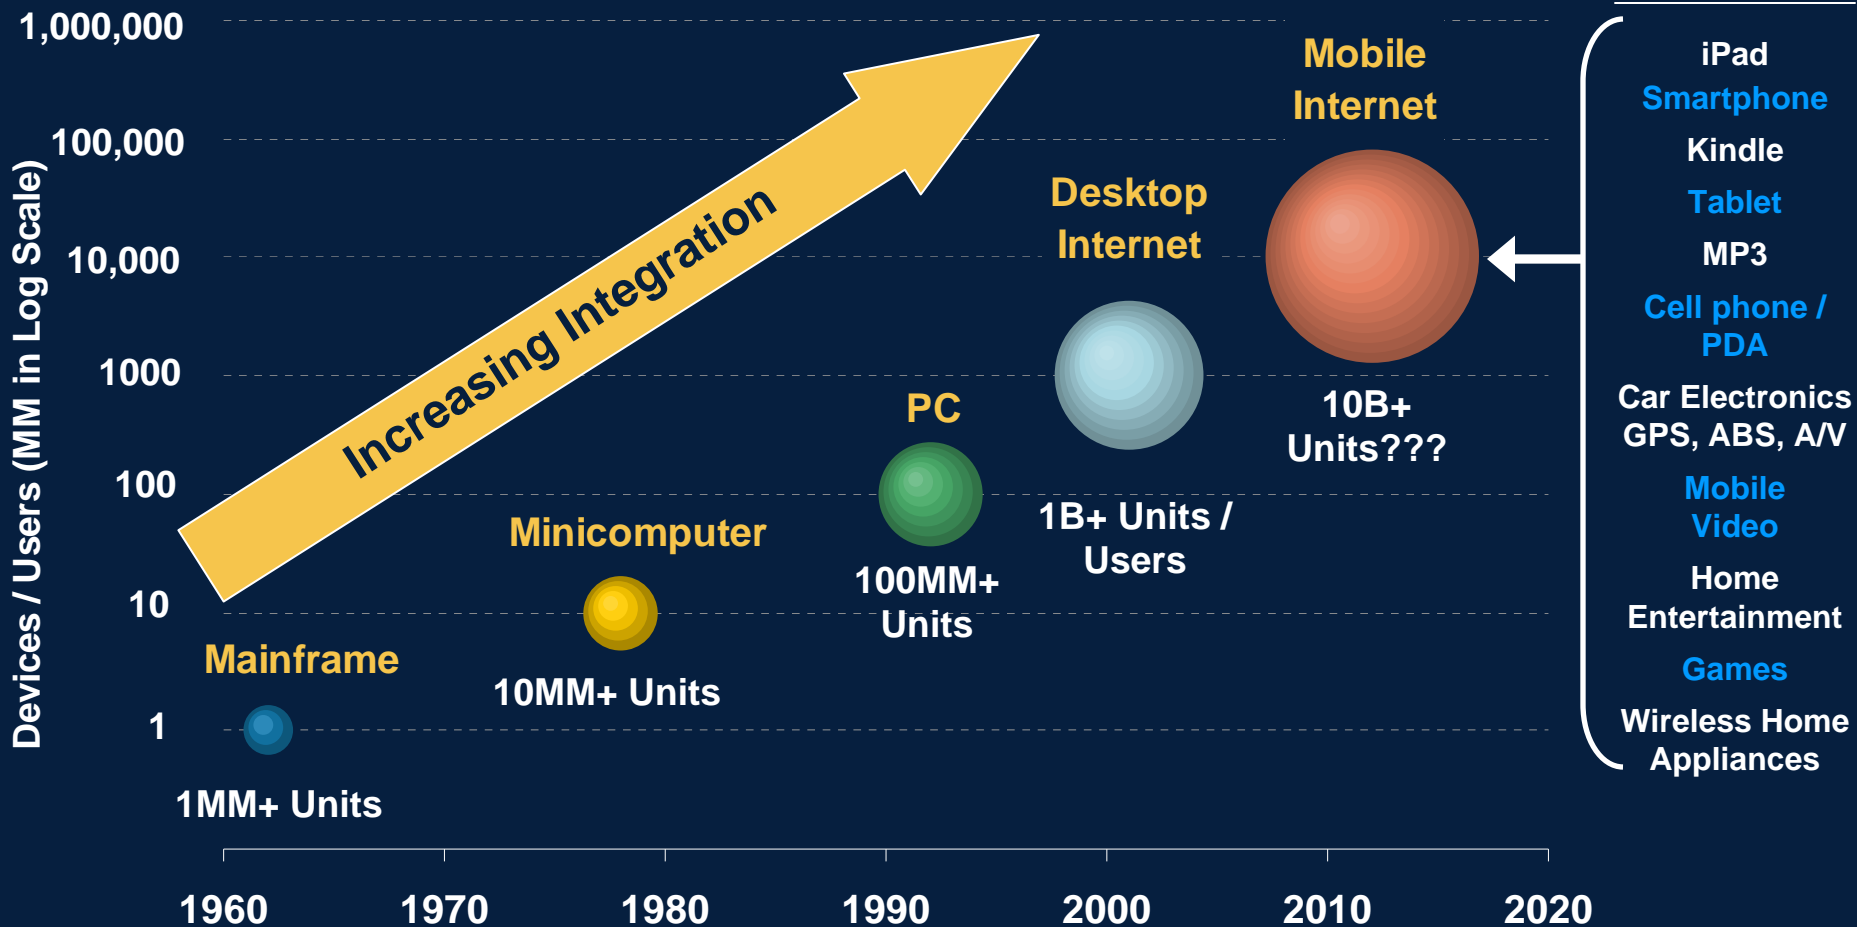 Devices / Users (MM in Log Scale)
1,000,000
100,000
10,000
1000
100
10
1
Increasing Integration
Mainframe
1MM+ Units
Minicomputer
10MM+ Units
PC
100MM+
Units
Desktop
Internet
1B+ Units /
Users
Mobile
Internet
10B+
Units???
1960
1970
1980
1990
2000
2010
2020
iPad
Smartphone
Kindle
Tablet
MP3
Cell phone /
PDA
Car Electronics
GPS, ABS, A/V
Mobile
Video
Home
Entertainment
Games
Wireless Home
Appliances